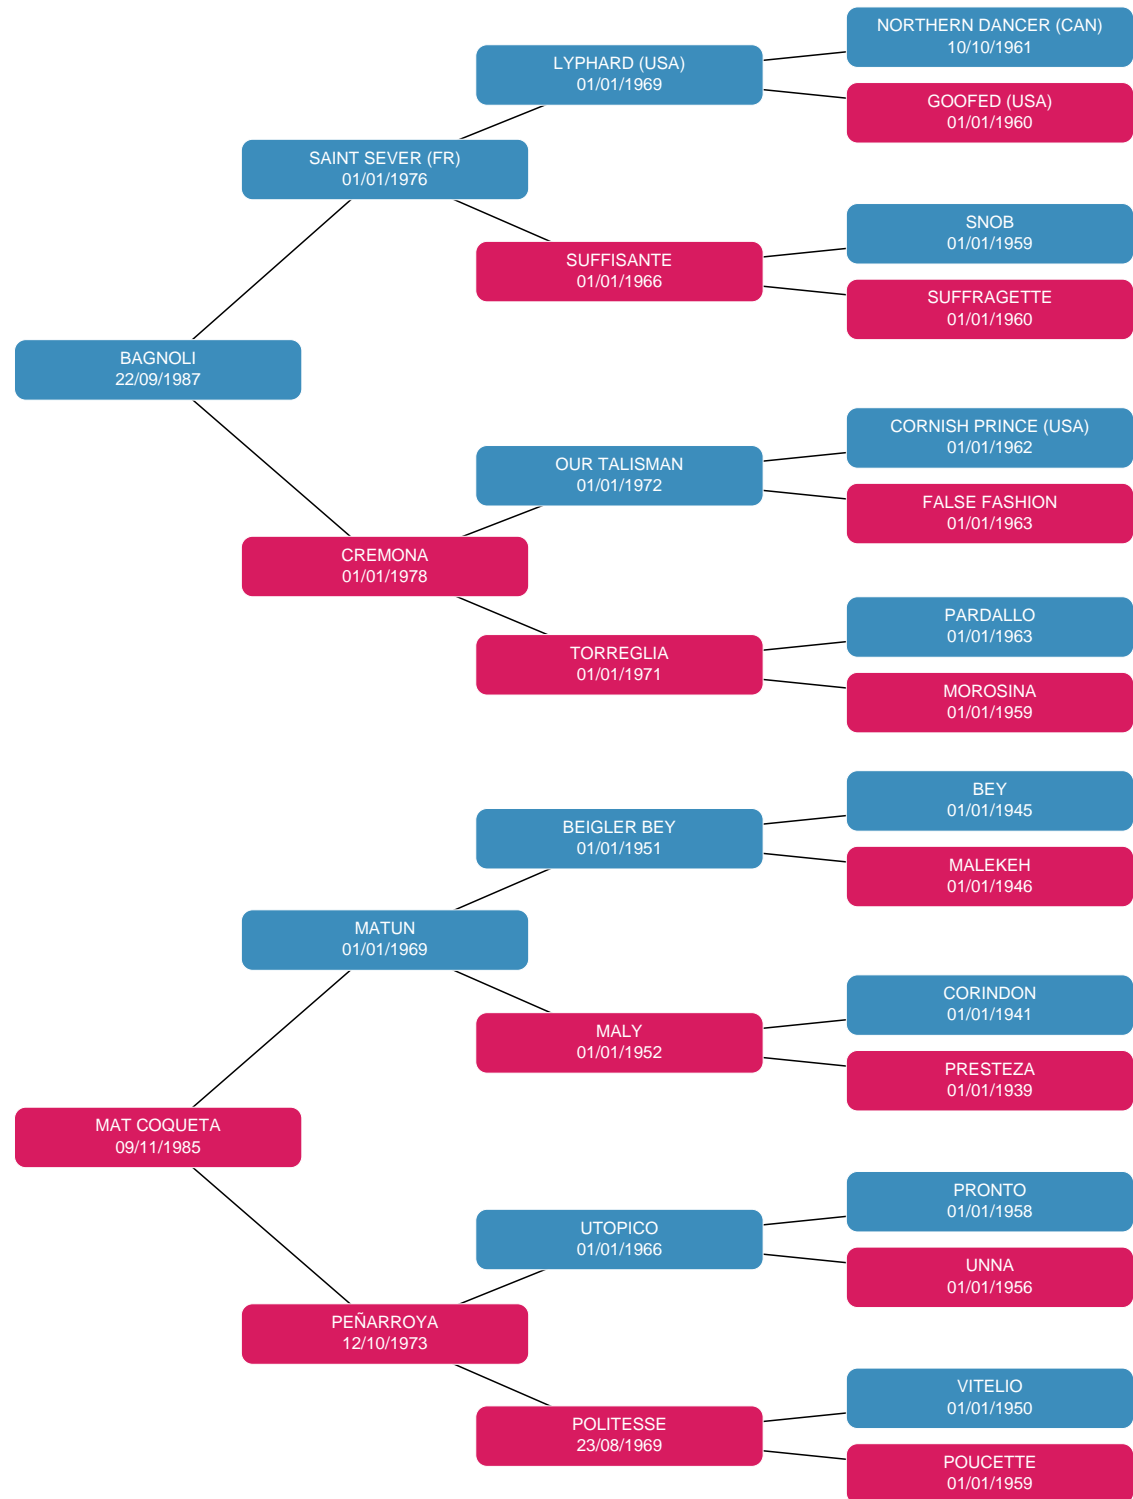 NORTHERN DANCER (CAN)
10/10/1961
LYPHARD (USA)
01/01/1969
GOOFED (USA)
01/01/1960
SAINT SEVER (FR)
01/01/1976
SNOB
01/01/1959
SUFFISANTE
01/01/1966
SUFFRAGETTE
01/01/1960
BAGNOLI
22/09/1987
CORNISH PRINCE (USA)
01/01/1962
OUR TALISMAN
01/01/1972
FALSE FASHION
01/01/1963
CREMONA
01/01/1978
PARDALLO
01/01/1963
TORREGLIA
01/01/1971
MOROSINA
01/01/1959
BEY
01/01/1945
BEIGLER BEY
01/01/1951
MALEKEH
01/01/1946
MATUN
01/01/1969
CORINDON
01/01/1941
MALY
01/01/1952
PRESTEZA
01/01/1939
MAT COQUETA
09/11/1985
PRONTO
01/01/1958
UTOPICO
01/01/1966
UNNA
01/01/1956
PEÑARROYA
12/10/1973
VITELIO
01/01/1950
POLITESSE
23/08/1969
POUCETTE
01/01/1959